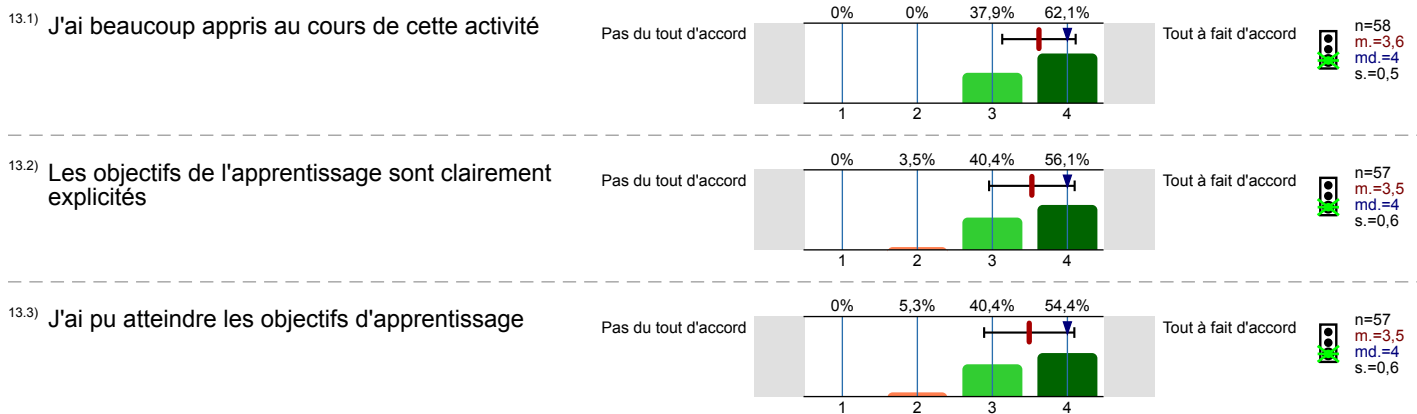 13.1) J'ai beaucoup appris au cours de cette activité
0% 0% 37,9% 62,1%
Pas du tout d'accord
Tout à fait d'accord
1 2 3 4
n=58
m.=3,6
md.=4
s.=0,5
13.2) Les objectifs de l'apprentissage sont clairement
explicités
0% 3,5% 40,4% 56,1%
Pas du tout d'accord
Tout à fait d'accord
1 2 3 4
n=57
m.=3,5
md.=4
s.=0,6
13.3) J'ai pu atteindre les objectifs d'apprentissage
0% 5,3% 40,4% 54,4%
Pas du tout d'accord
Tout à fait d'accord
1 2 3 4
n=57
m.=3,5
md.=4
s.=0,6